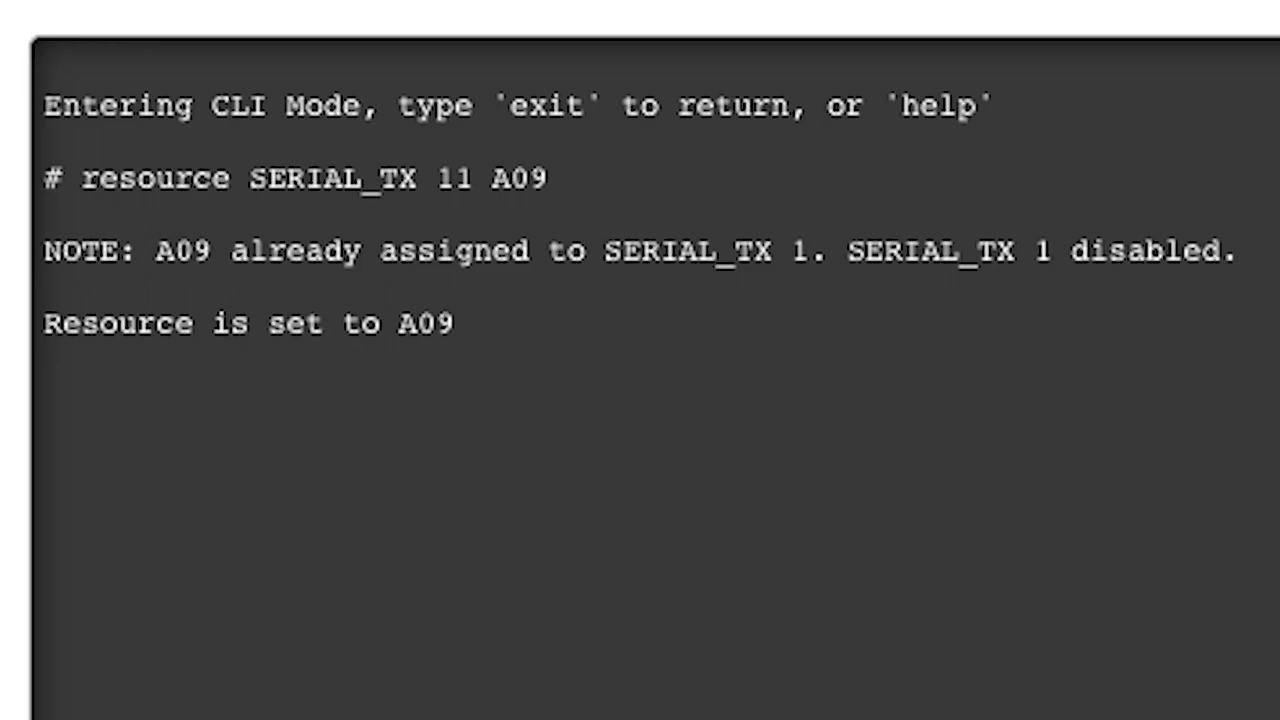 Entering CLI Mode, type `exit` to return, or `help`
# resource SERIAL_TX 11 A09
NOTE: A09 already assigned to SERIAL_TX 1. SERIAL_TX 1 disabled.
Resource is set to A09